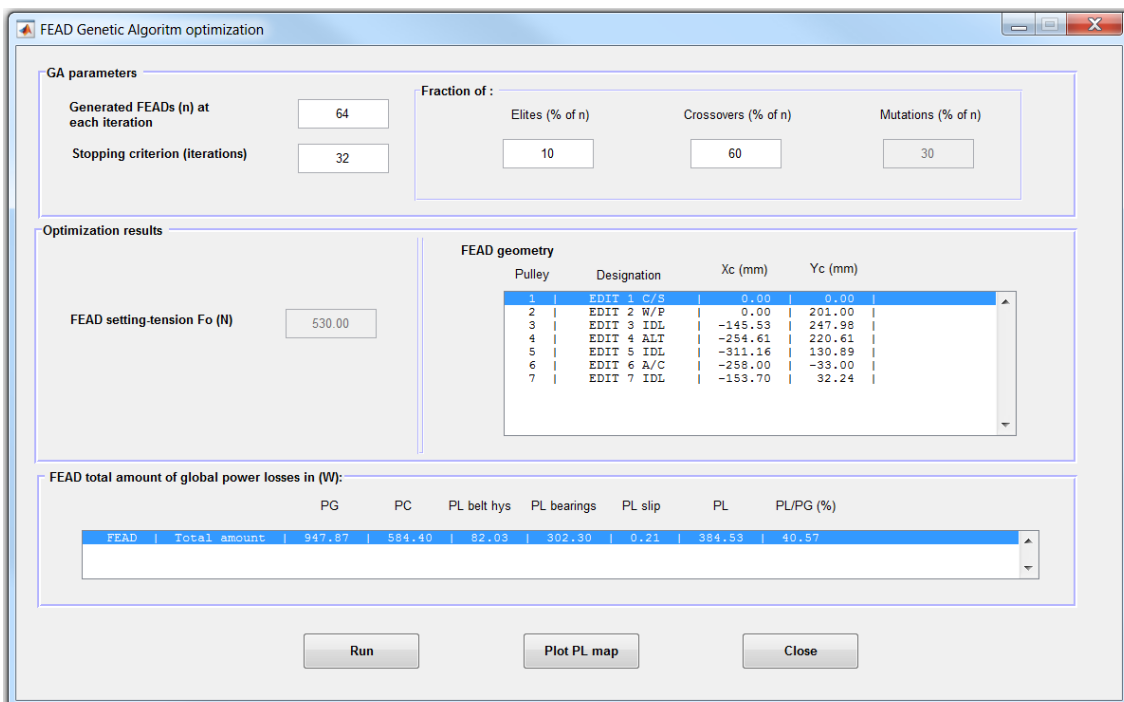 FEAD Genetic Algoritm optimization
GA parameters
Generated FEADs (n) at
each iteration
64
Stopping criterion (iterations)
32
Fraction of :
Elites (% of n)
Crossovers (% of n)
Mutations (% of n)
10
60
30
Optimization results
FEAD setting-tension Fo (N)
530.00
FEAD geometry
Pulley Designation Xc (mm) Yc (mm)
1 | EDIT 1 C/S | 0.00 | 0.00 |
2 | EDIT 2 W/P | 0.00 | 201.00 |
3 | EDIT 3 IDL | -145.53 | 247.98 |
4 | EDIT 4 ALT | -254.61 | 220.61 |
5 | EDIT 5 IDL | -311.16 | 130.89 |
6 | EDIT 6 A/C | -258.00 | -33.00 |
7 | EDIT 7 IDL | -153.70 | 32.24 |
FEAD total amount of global power losses in (W):
PG PC PL belt hys PL bearings PL slip PL PL/PG (%)
FEAD | Total amount | 947.87 | 584.40 | 82.03 | 302.30 | 0.21 | 384.53 | 40.57
Run
Plot PL map
Close